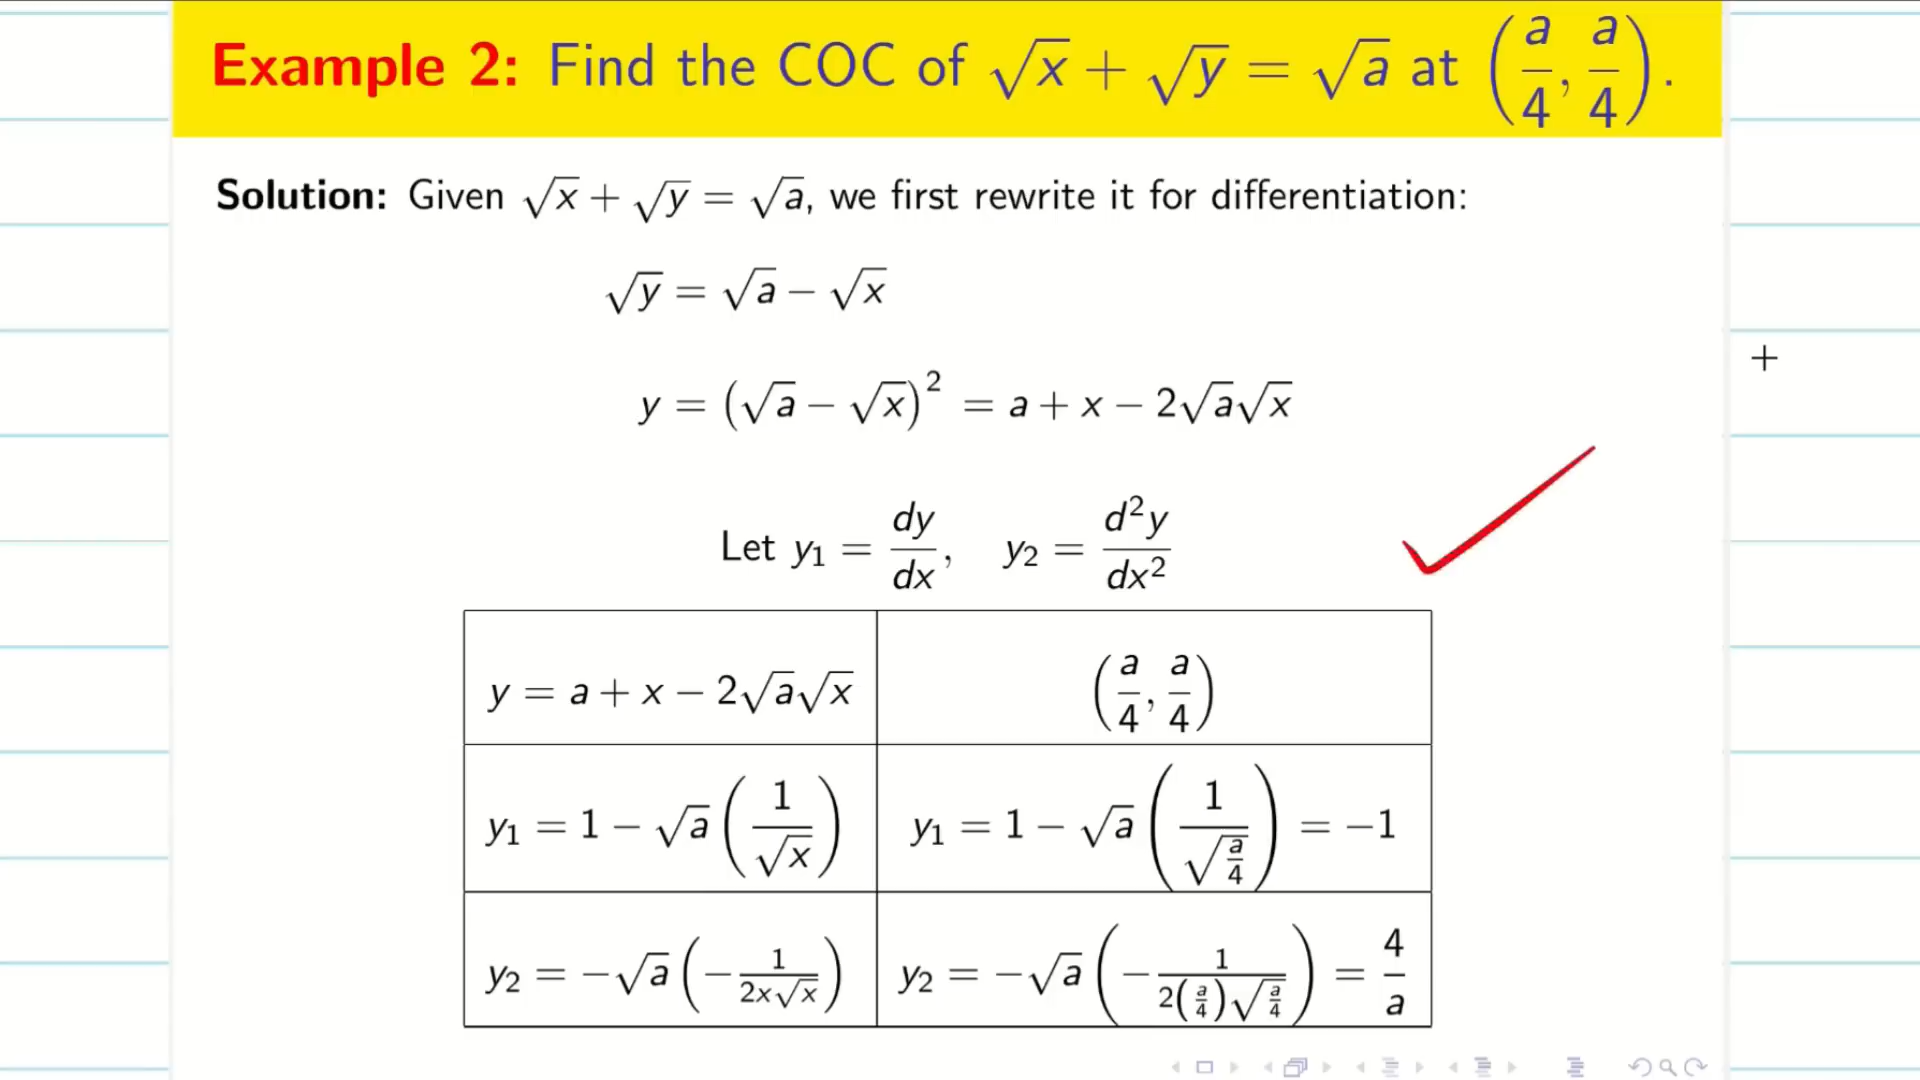 Example 2: Find the COC of √x + √y = √a at (a/4, a/4).
Solution: Given √x + √y = √a, we first rewrite it for differentiation:
√y = √a − √x
y = (√a − √x)² = a + x − 2√a√x
+
Let y₁ = dy/dx, y₂ = d²y/dx²
y = a + x − 2√a√x (a/4, a/4)
y₁ = 1 − √a (1/√x) y₁ = 1 − √a (1/√(a/4)) = −1
y₂ = −√a (−1/(2x√x)) y₂ = −√a (−1/(2(a/4)√(a/4))) = 4/a